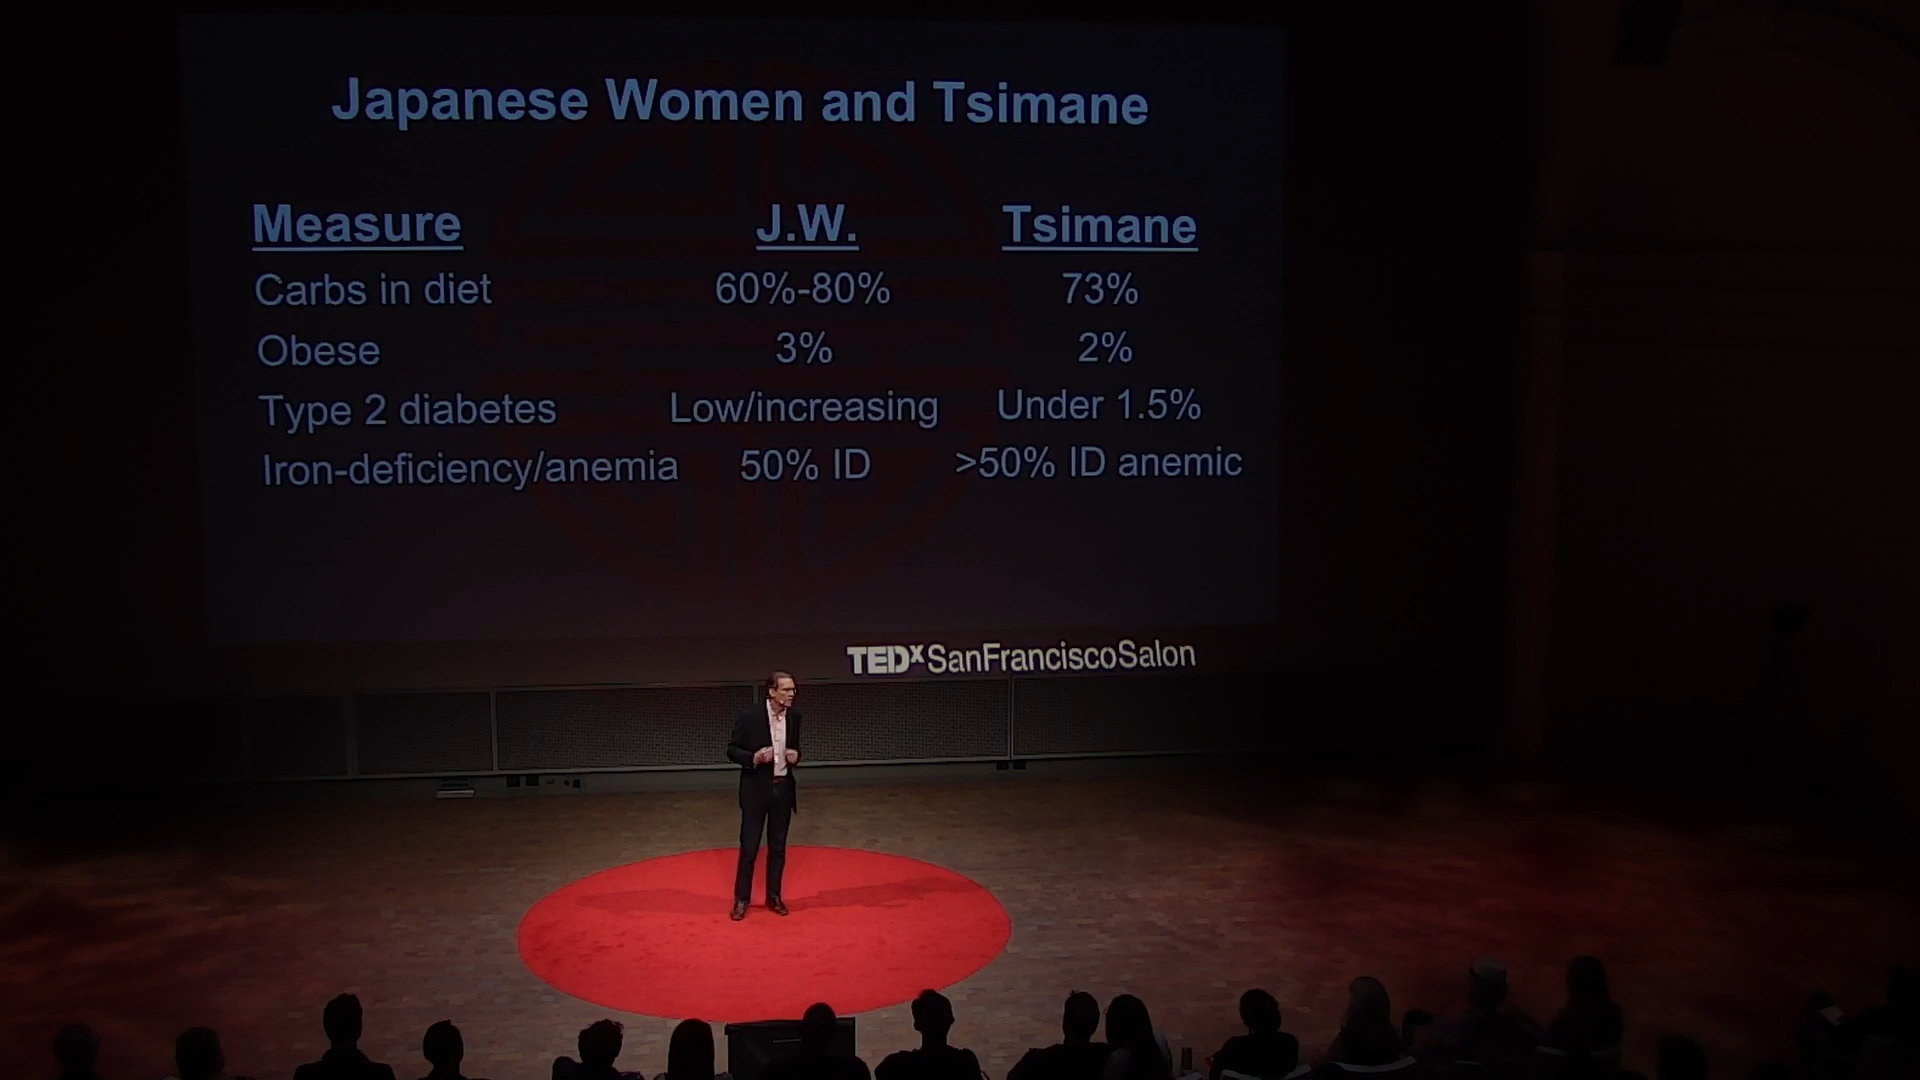 Japanese Women and Tsimane
Measure J.W. Tsimane
Carbs in diet 60%-80% 73%
Obese 3% 2%
Type 2 diabetes Low/increasing Under 1.5%
Iron-deficiency/anemia 50% ID >50% ID anemic
TEDxSanFranciscoSalon